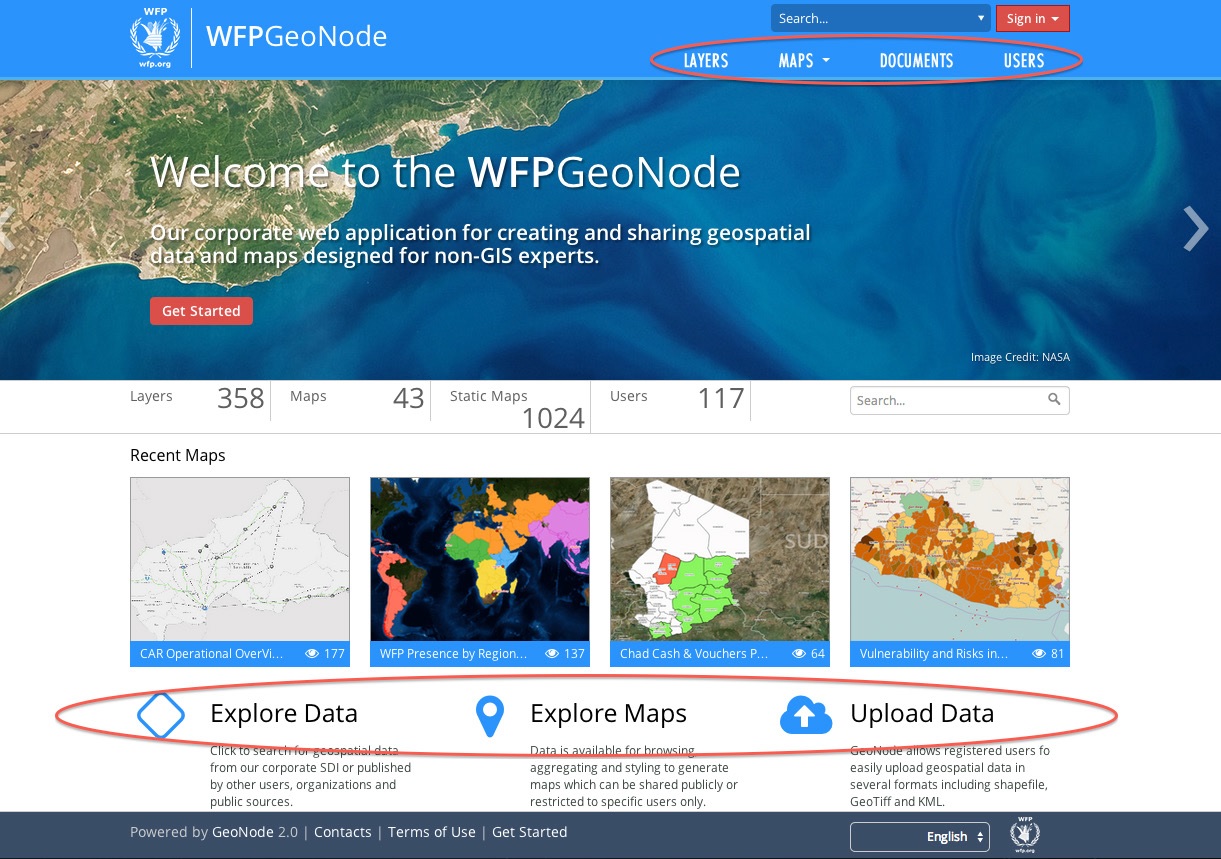 WFP
wfp.org
WFPGeoNode
Search...
Sign in
LAYERS MAPS DOCUMENTS USERS
Welcome to the WFPGeoNode
Our corporate web application for creating and sharing geospatial
data and maps designed for non-GIS experts.
Get Started
Image Credit: NASA
Layers 358 Maps 43 Static Maps 1024 Users 117
Search...
Recent Maps
SUD
CAR Operational OverVi... 177
WFP Presence by Region... 137
Chad Cash & Vouchers P... 64
Vulnerability and Risks in... 81
Explore Data
Click to search for geospatial data
from our corporate SDI or published
by other users, organizations and
public sources.
Explore Maps
Data is available for browsing,
aggregating and styling to generate
maps which can be shared publicly or
restricted to specific users only.
Upload Data
GeoNode allows registered users fo
easily upload geospatial data in
several formats including shapefile,
GeoTiff and KML.
Powered by GeoNode 2.0 | Contacts | Terms of Use | Get Started
English
WFP
wfp.org